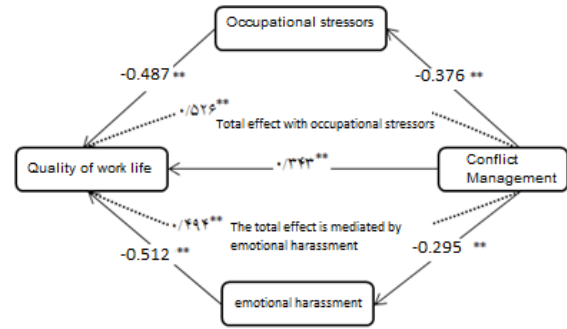 Occupational stressors
-0.487 **
-0.376 **
۰/۵۲۶**
Total effect with occupational stressors
Quality of work life
۰/۳۴۳**
Conflict
Management
۰/۴۹۴**
The total effect is mediated by
emotional harassment
-0.512 **
-0.295 **
emotional harassment